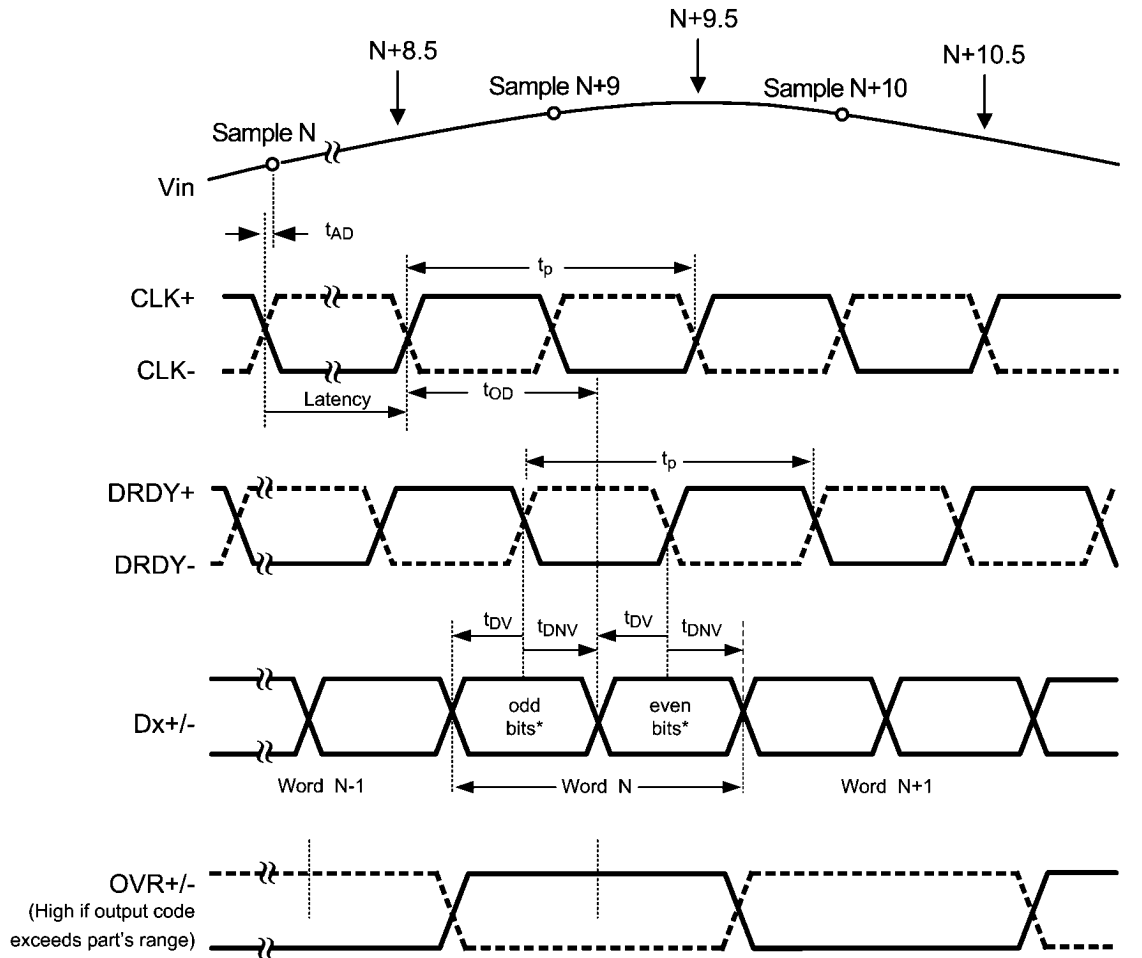 N+9.5
N+8.5
N+10.5
Sample N+9
Sample N+10
Sample N
Vin
tAD
tp
CLK+
CLK-
Latency
tOD
tp
DRDY+
DRDY-
tDV
tDNV
tDV
tDNV
odd
bits*
even
bits*
Dx+/-
Word N-1
Word N
Word N+1
OVR+/-
(High if output code
exceeds part's range)